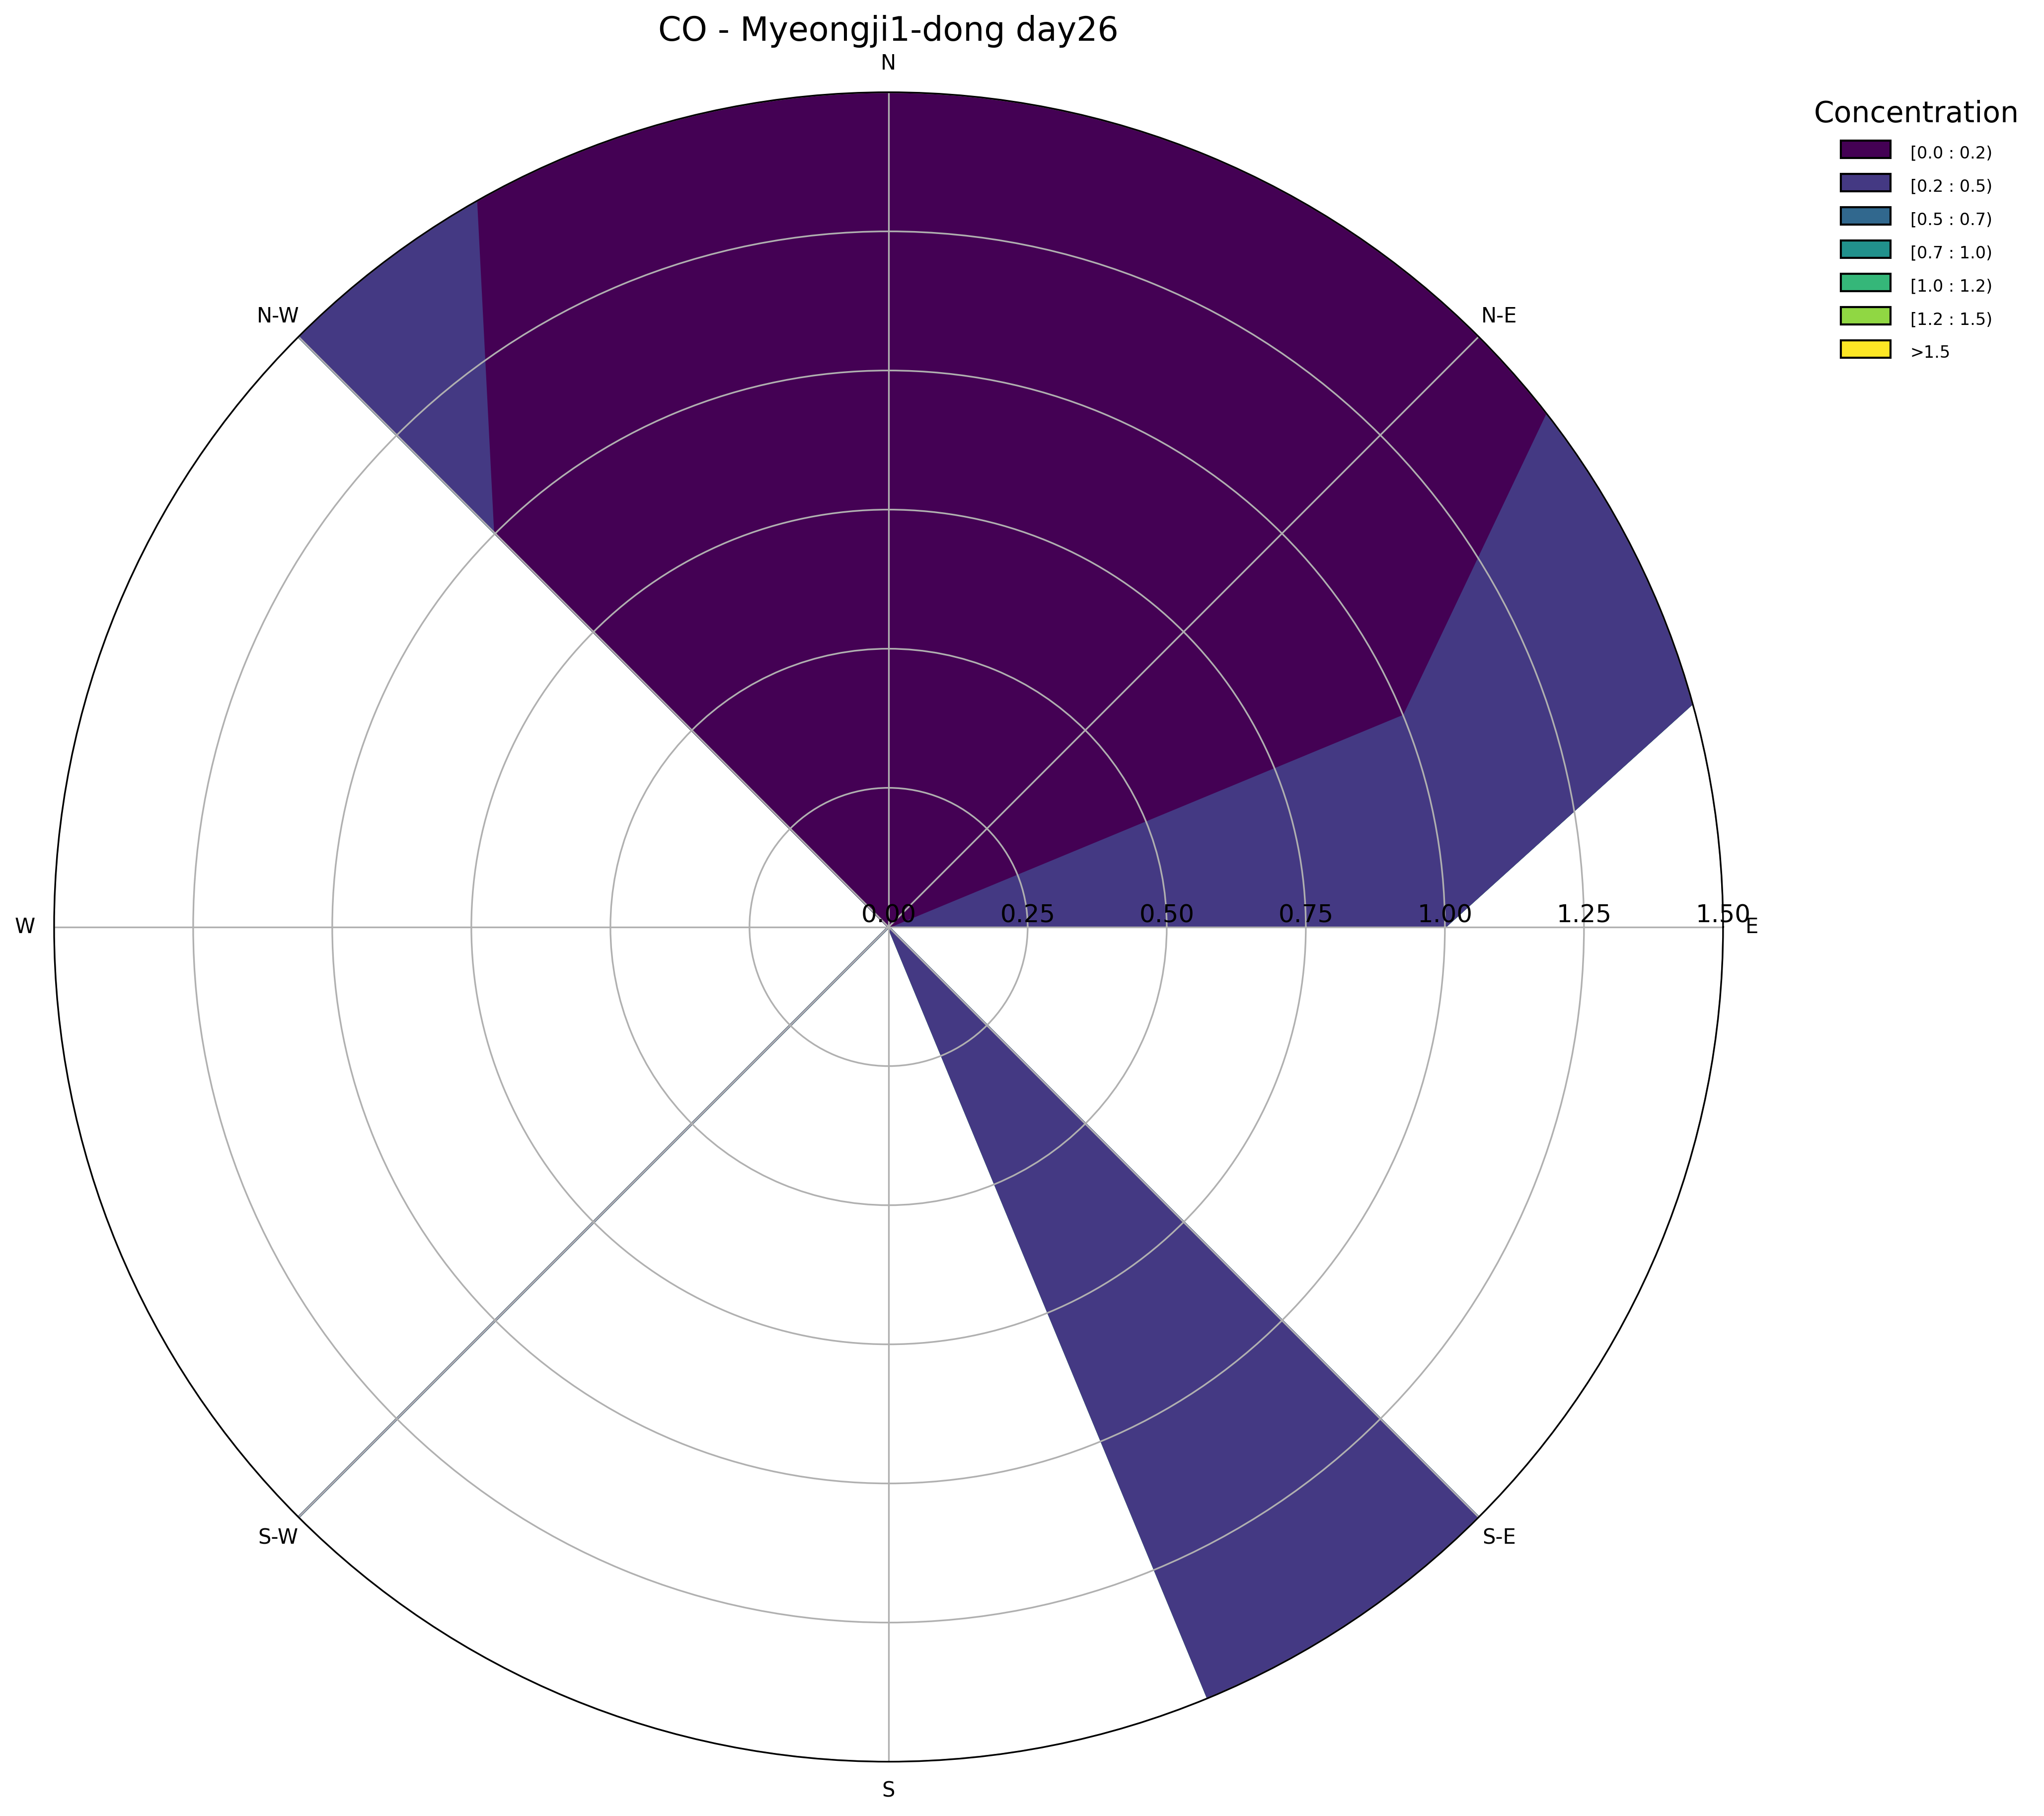 CO - Myeongji1-dong day26
N
Concentration
[0.0 : 0.2)
[0.2 : 0.5)
[0.5 : 0.7)
[0.7 : 1.0)
[1.0 : 1.2)
[1.2 : 1.5)
>1.5
N-W
N-E
W
0.00
0.25
0.50
0.75
1.00
1.25
1.50
E
S-W
S-E
S